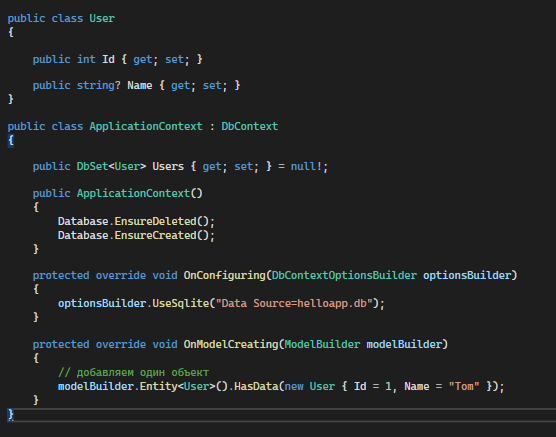 public class User
{
    public int Id { get; set; }
    public string? Name { get; set; }
}
public class ApplicationContext : DbContext
{
    public DbSet<User> Users { get; set; } = null!;
    public ApplicationContext()
    {
        Database.EnsureDeleted();
        Database.EnsureCreated();
    }
    protected override void OnConfiguring(DbContextOptionsBuilder optionsBuilder)
    {
        optionsBuilder.UseSqlite("Data Source=helloapp.db");
    }
    protected override void OnModelCreating(ModelBuilder modelBuilder)
    {
        // добавляем один объект
        modelBuilder.Entity<User>().HasData(new User { Id = 1, Name = "Tom" });
    }
}